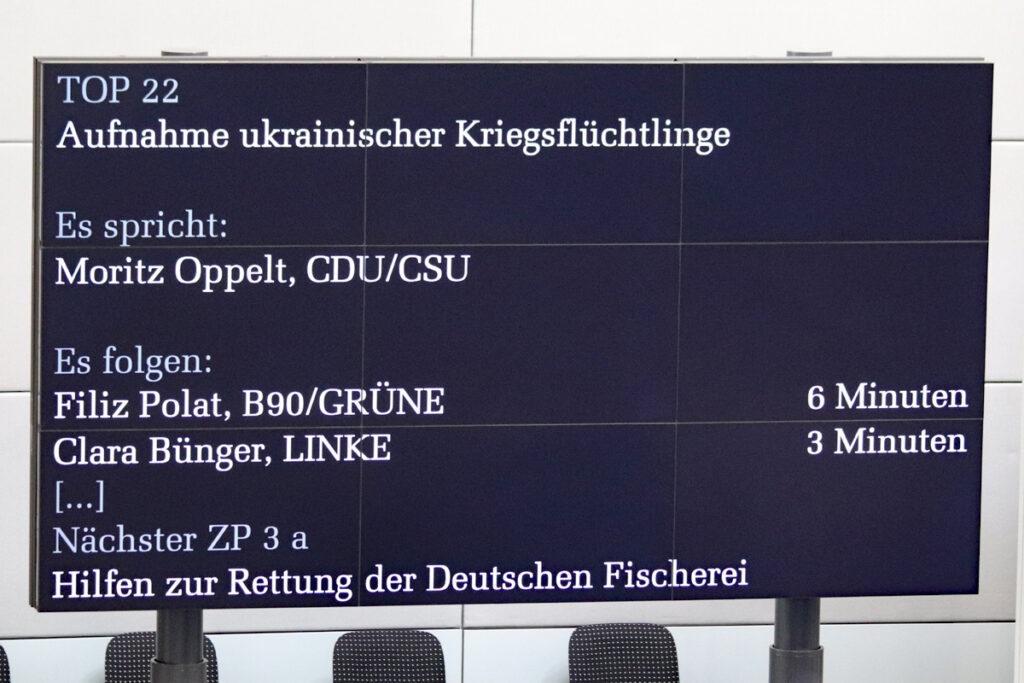 TOP 22
Aufnahme ukrainischer Kriegsflüchtlinge
Es spricht:
Moritz Oppelt, CDU/CSU
Es folgen:
Filiz Polat, B90/GRÜNE 6 Minuten
Clara Bünger, LINKE 3 Minuten
[...]
Nächster ZP 3 a
Hilfen zur Rettung der Deutschen Fischerei